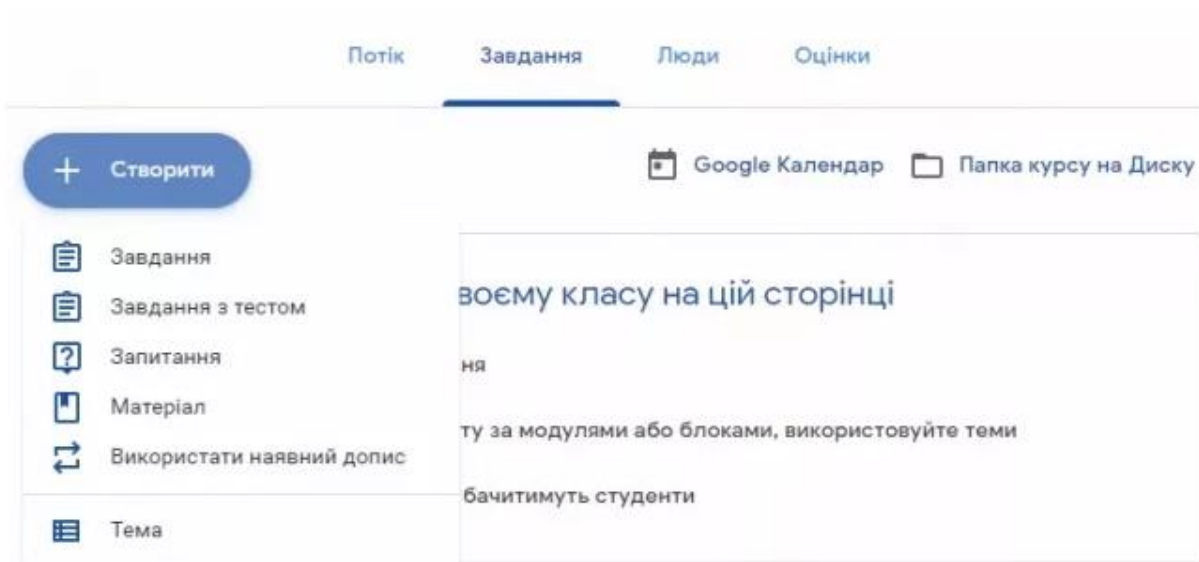 Потік Завдання Люди Оцінки
+ Створити
Google Календар Папка курсу на Диску
Завдання
Завдання з тестом
Запитання
Матеріал
Використати наявний допис
Тема
воєму класу на цій сторінці
ня
ту за модулями або блоками, використовуйте теми
бачитимуть студенти